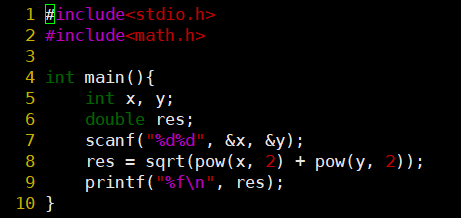 1 #include<stdio.h>
2 #include<math.h>
3
4 int main(){
5     int x, y;
6     double res;
7     scanf("%d%d", &x, &y);
8     res = sqrt(pow(x, 2) + pow(y, 2));
9     printf("%f\n", res);
10 }